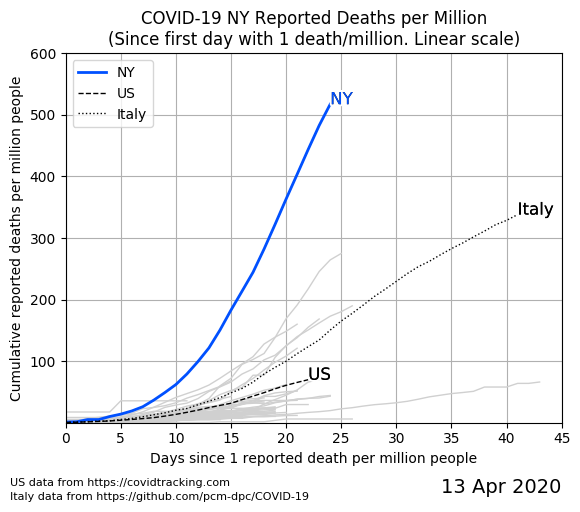 COVID-19 NY Reported Deaths per Million
(Since first day with 1 death/million. Linear scale)
Cumulative reported deaths per million people
600
500
400
300
200
100
NY
US
Italy
NY
Italy
US
0 5 10 15 20 25 30 35 40 45
Days since 1 reported death per million people
US data from https://covidtracking.com
Italy data from https://github.com/pcm-dpc/COVID-19
13 Apr 2020